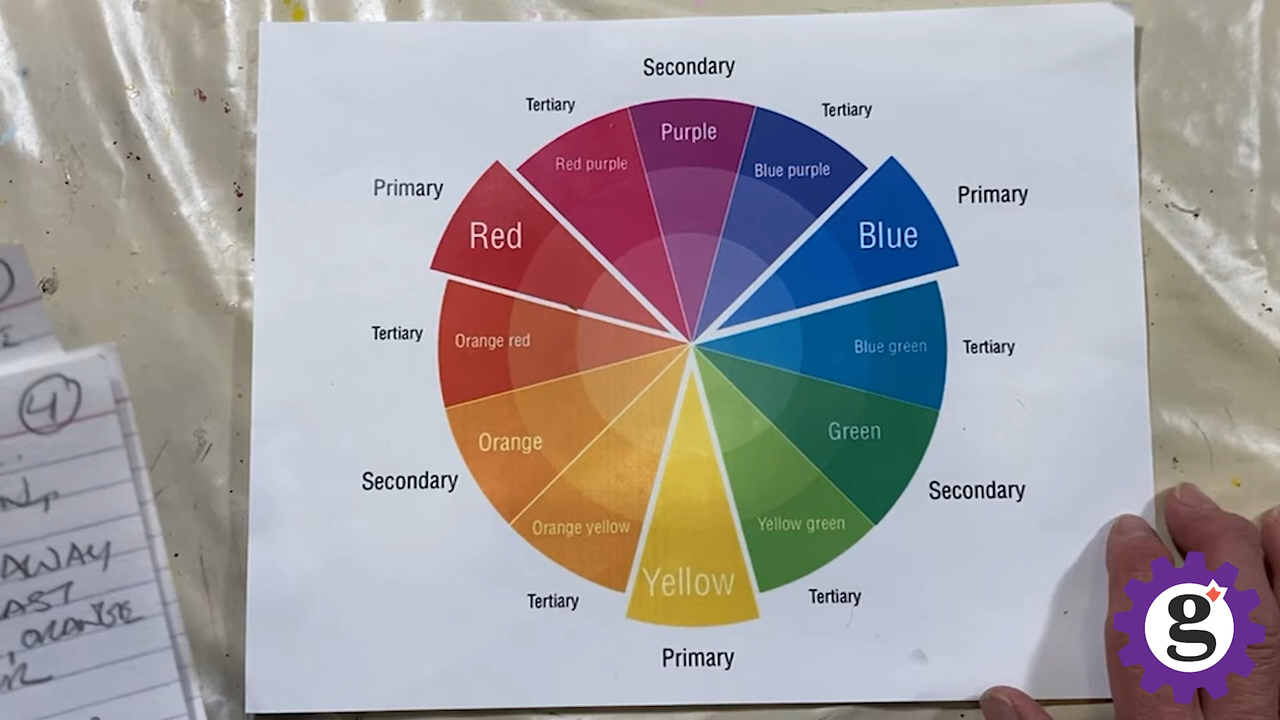 Secondary
Tertiary
Tertiary
Purple
Red purple
Blue purple
Primary
Primary
Red
Blue
Tertiary
Orange red
Blue green
Tertiary
Orange
Green
Secondary
Secondary
Orange yellow
Yellow green
Yellow
Tertiary
Tertiary
Primary
4
AWAY
, ORANGE
g